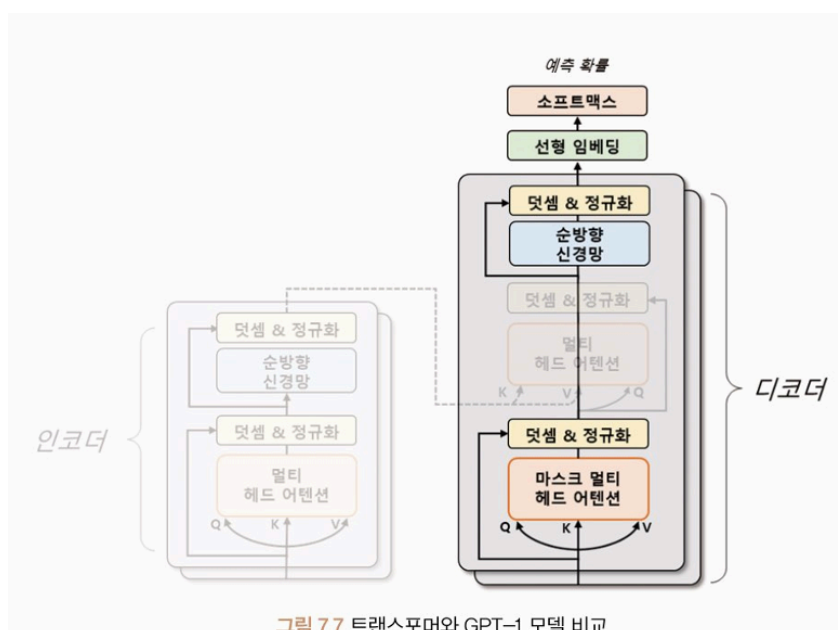 예측 확률
소프트맥스
선형 임베딩
덧셈 & 정규화
순방향
신경망
덧셈 & 정규화
멀티
헤드 어텐션
K V Q
덧셈 & 정규화
마스크 멀티
헤드 어텐션
Q K V
디코더
덧셈 & 정규화
순방향
신경망
덧셈 & 정규화
멀티
헤드 어텐션
Q K V
인코더
그림 7.7 트랜스포머와 GPT-1 모델 비교